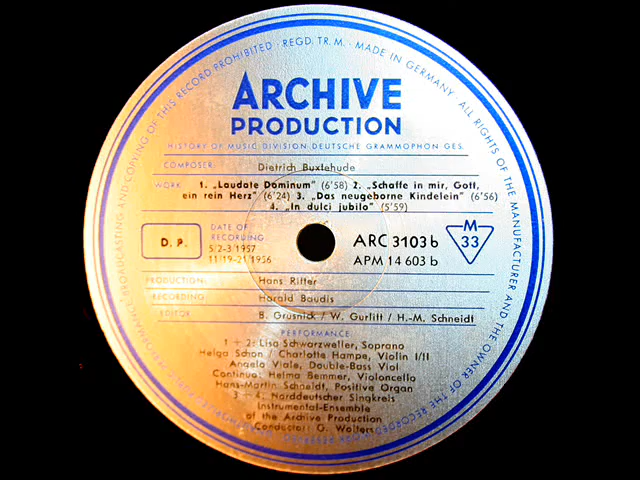 BROADCASTING AND COPYING OF THIS RECORD PROHIBITED · REGD. TR. M. · MADE IN GERMANY · ALL RIGHTS OF THE MANUFACTURER AND THE OWNER OF THE RECORDED
ARCHIVE
PRODUCTION
HISTORY OF MUSIC DIVISION DEUTSCHE GRAMMOPHON GES.
COMPOSER: Dietrich Buxtehude
WORK: 1. „Laudate Dominum" (6'58) 2. „Schaffe in mir, Gott,
ein rein Herz" (6'24) 3. „Das neugeborne Kindelein" (6'56)
4. „In dulci jubilo" (5'59)
D. P.
DATE OF
RECORDING:
5/2-3/1957
11/19-21/1956
ARC 3103 b
APM 14 603 b
M
33
PRODUCTION: Hans Ritter
RECORDING: Harald Baudis
EDITOR: B. Grusnick / W. Gurlitt / H.-M. Schneidt
PERFORMANCE:
1 + 2: Lisa Schwarzweller, Soprano
Helga Schon / Charlotte Hampe, Violin I/II
Angela Viale, Double-Bass Viol
Continuo: Helma Bemmer, Violoncello
Hans-Martin Schneidt, Positive Organ
3 + 4: Norddeutscher Singkreis
Instrumental-Ensemble
of the Archive Production
Conductor: G. Wolters